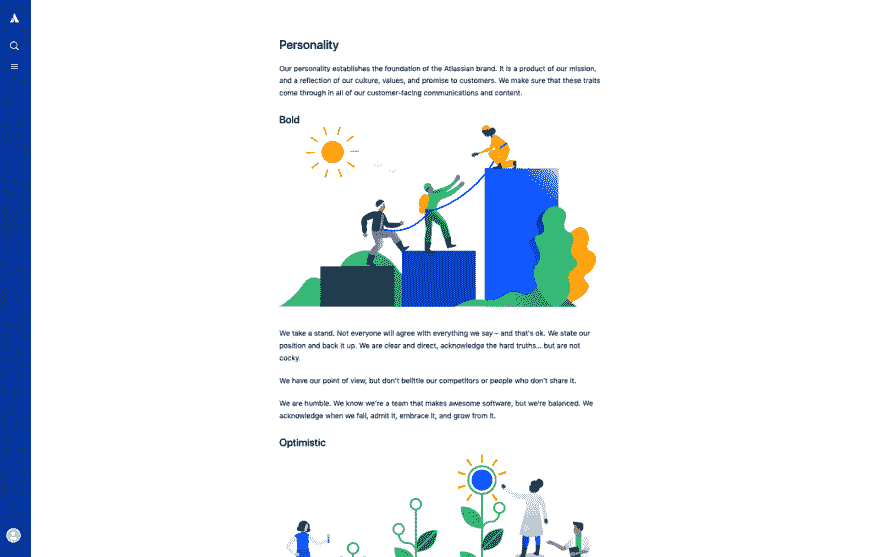 Personality
Our personality establishes the foundation of the Atlassian brand. It is a product of our mission,
and a reflection of our culture, values, and promise to customers. We make sure that these traits
come through in all of our customer-facing communications and content.
Bold
We take a stand. Not everyone will agree with everything we say – and that's ok. We state our
position and back it up. We are clear and direct, acknowledge the hard truths... but are not
cocky.
We have our point of view, but don't belittle our competitors or people who don't share it.
We are humble. We know we're a team that makes awesome software, but we're balanced. We
acknowledge when we fail, admit it, embrace it, and grow from it.
Optimistic